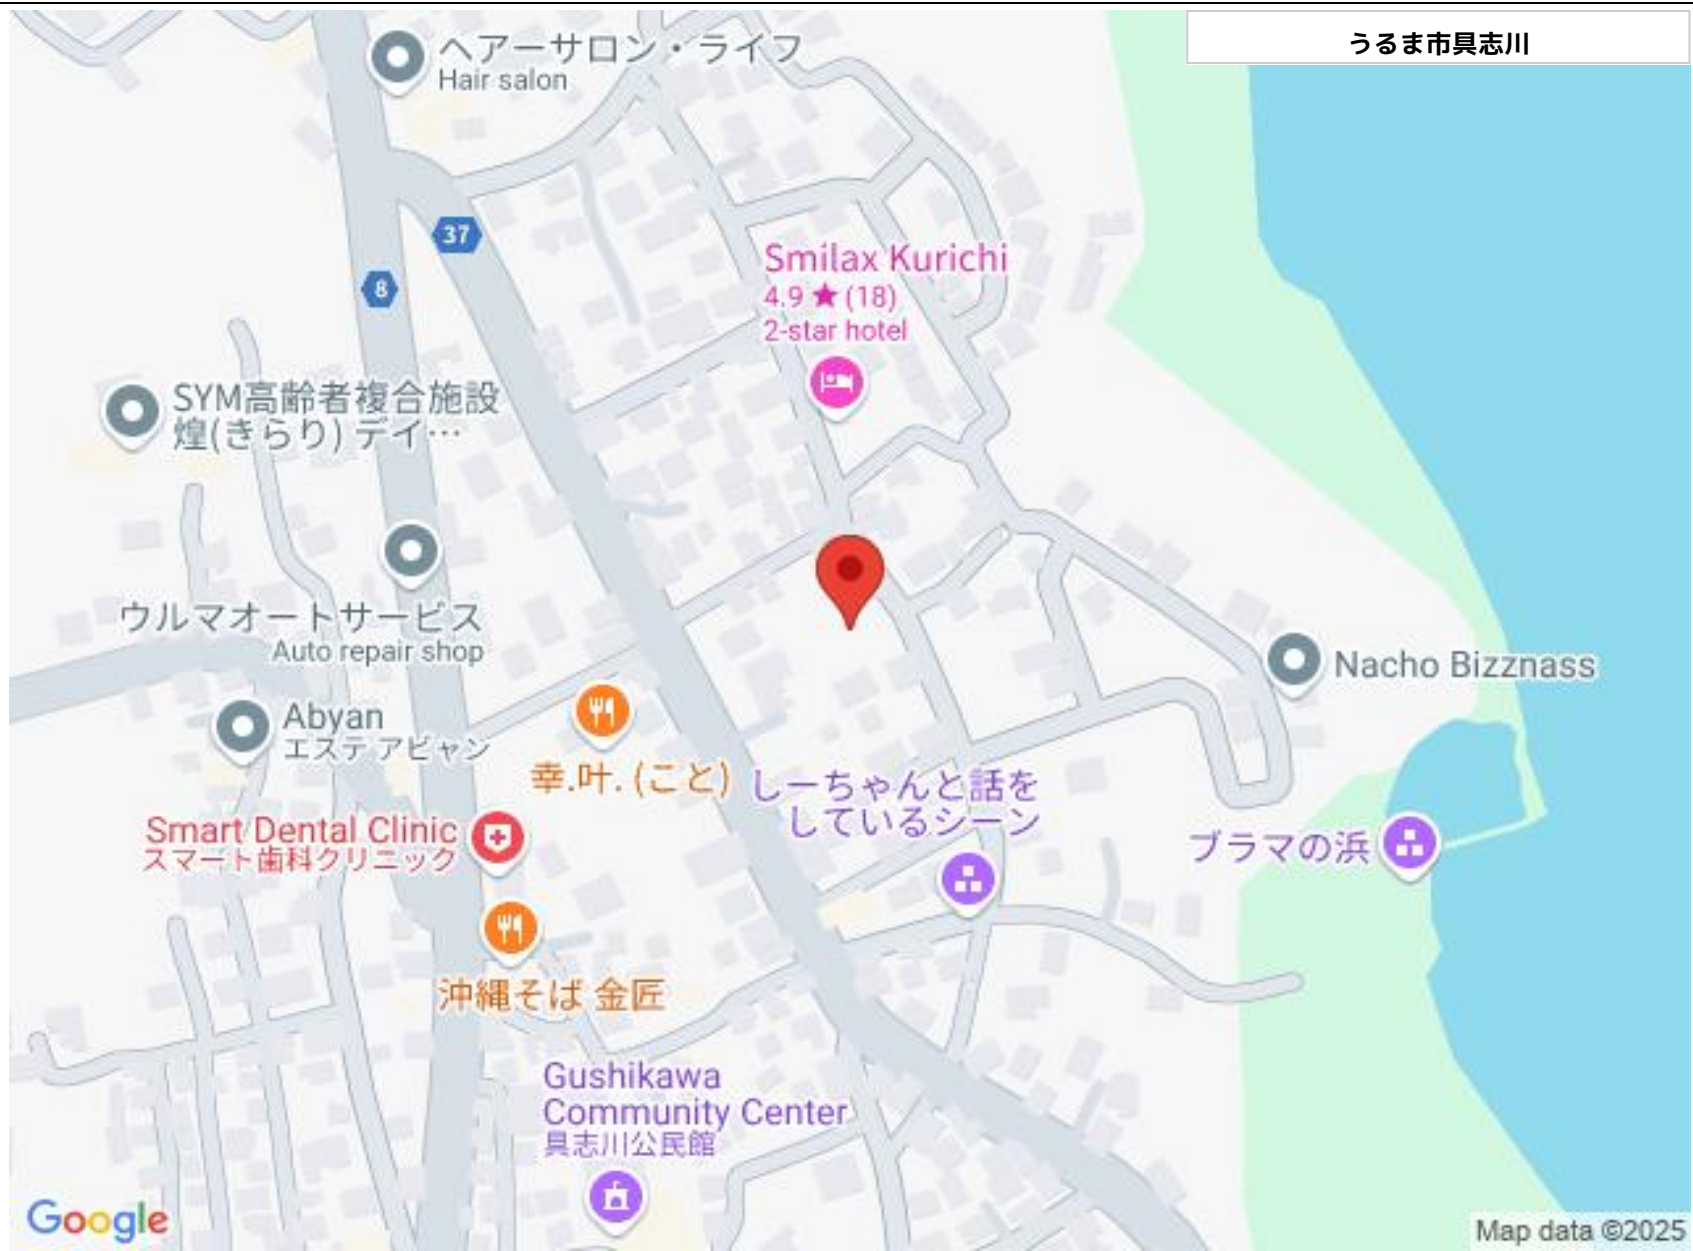 うるま市具志川
ヘアーサロン・ライフ
Hair salon
37
8
Smilax Kurichi
4.9 ★ (18)
2-star hotel
SYM高齢者複合施設
煌(きらり) デイ…
ウルマオートサービス
Auto repair shop
Nacho Bizznass
Abyan
エステ アビャン
幸.叶. (こと)
しーちゃんと話を
しているシーン
Smart Dental Clinic
スマート歯科クリニック
ブラマの浜
沖縄そば 金匠
Gushikawa
Community Center
具志川公民館
Google
Map data ©2025